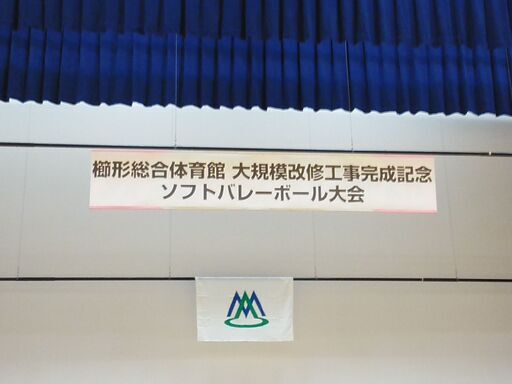 櫛形総合体育館 大規模改修工事完成記念
ソフトバレーボール大会